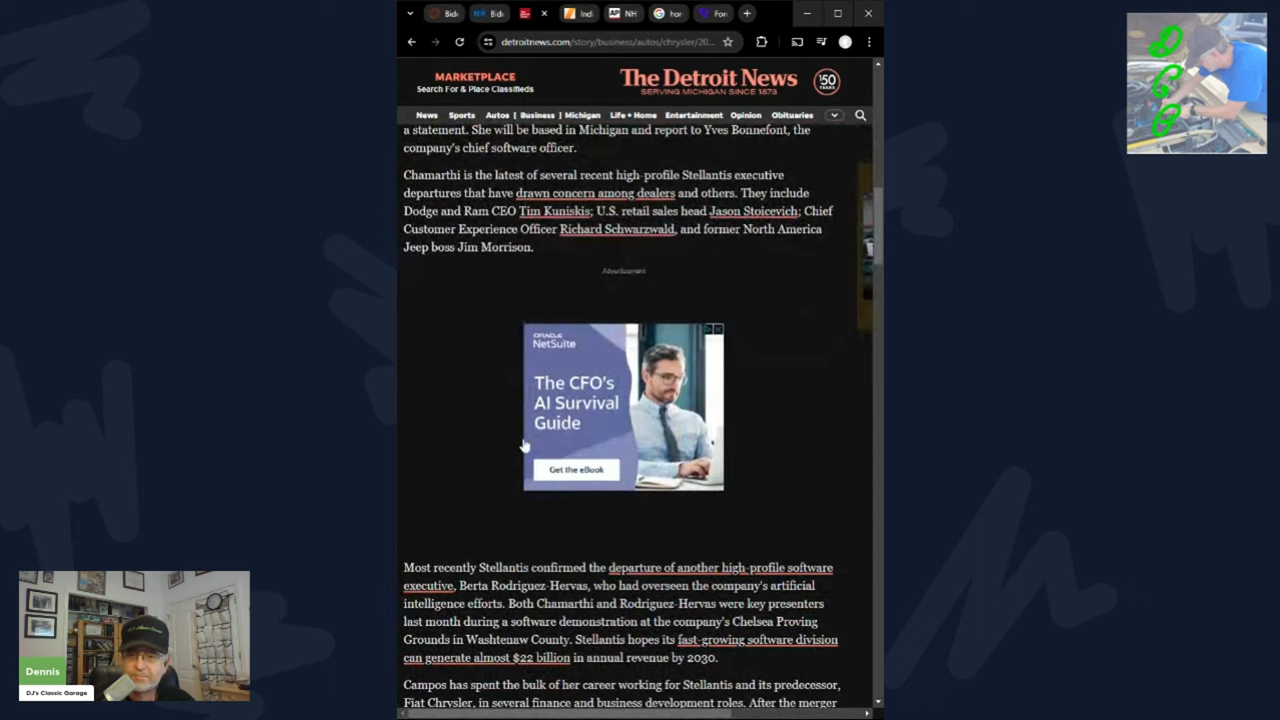 Bide
Bide
Indi
NH
hor
For
detroitnews.com/story/business/autos/chrysler/20...
MARKETPLACE
Search For & Place Classifieds
The Detroit News
SERVING MICHIGAN SINCE 1873
150
YEARS
News Sports Autos Business Michigan Life + Home Entertainment Opinion Obituaries
a statement. She will be based in Michigan and report to Yves Bonnefont, the
company's chief software officer.
Chamarthi is the latest of several recent high-profile Stellantis executive
departures that have drawn concern among dealers and others. They include
Dodge and Ram CEO Tim Kuniskis; U.S. retail sales head Jason Stoicevich; Chief
Customer Experience Officer Richard Schwarzwald, and former North America
Jeep boss Jim Morrison.
Advertisement
ORACLE
NetSuite
The CFO's
AI Survival
Guide
Get the eBook
Most recently Stellantis confirmed the departure of another high-profile software
executive, Berta Rodriguez-Hervas, who had overseen the company's artificial
intelligence efforts. Both Chamarthi and Rodriguez-Hervas were key presenters
last month during a software demonstration at the company's Chelsea Proving
Grounds in Washtenaw County. Stellantis hopes its fast-growing software division
can generate almost $22 billion in annual revenue by 2030.
Campos has spent the bulk of her career working for Stellantis and its predecessor,
Fiat Chrysler, in several finance and business development roles. After the merger
D
G
Dennis
DJ's Classic Garage